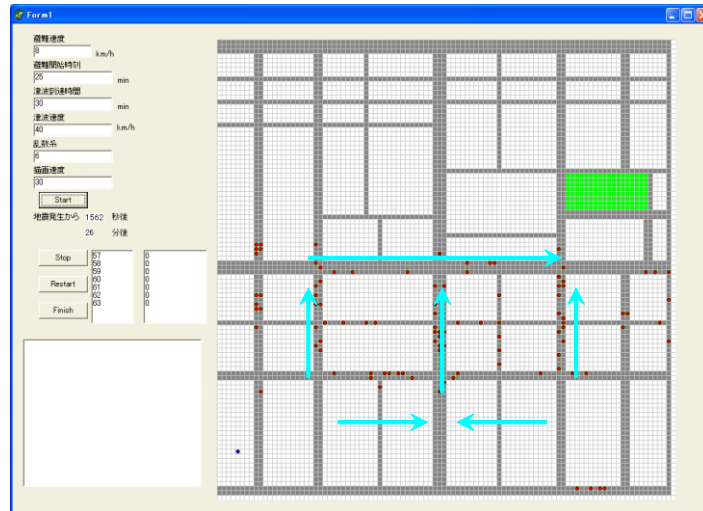 Form1
避難速度
8 km/h
避難開始時刻
25 min
津波到達時間
30 min
津波速度
40 km/h
乱数系
6
描画速度
30
Start
地震発生から 1562 秒後
26 分後
Stop
Restart
Finish
57 0
58 0
59 0
60 0
61 0
62 0
63 0